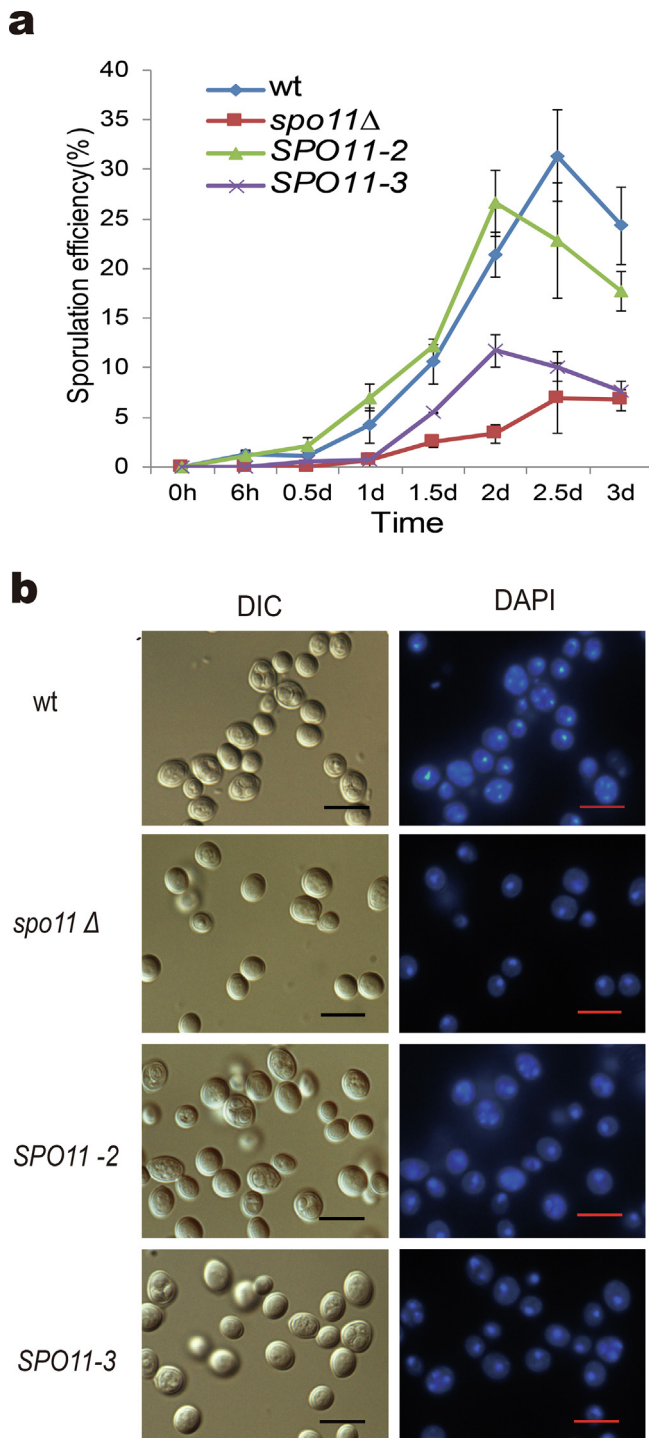 a
40
35
30
25
20
15
10
5
0
Sporulation efficiency(%)
wt
spo11Δ
SPO11-2
SPO11-3
0h 6h 0.5d 1d 1.5d 2d 2.5d 3d
Time
b
DIC DAPI
wt
spo11 Δ
SPO11 -2
SPO11-3